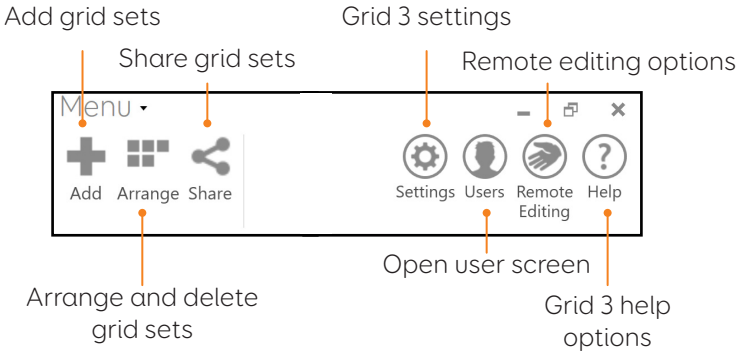 Add grid sets
Grid 3 settings
Share grid sets
Remote editing options
Menu
Add
Arrange
Share
Settings
Users
Remote
Editing
Help
?
Open user screen
Arrange and delete
grid sets
Grid 3 help
options